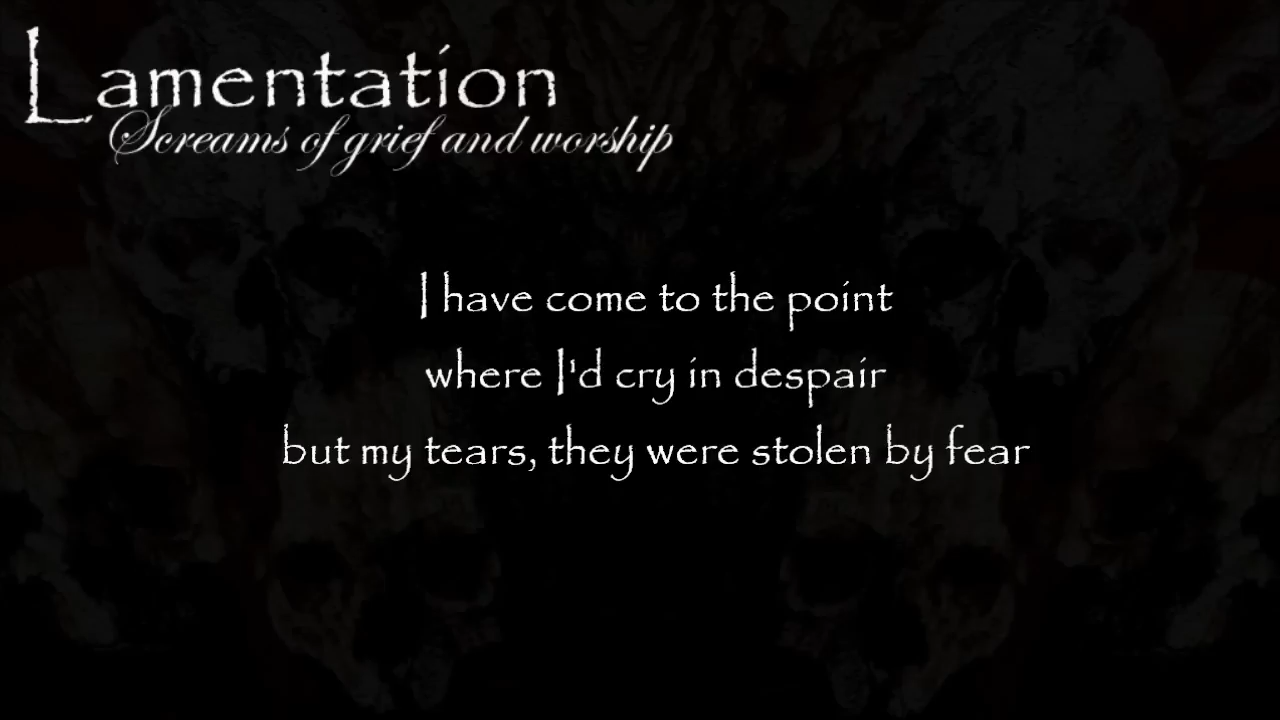 Lamentation
Screams of grief and worship
I have come to the point
where I'd cry in despair
but my tears, they were stolen by fear